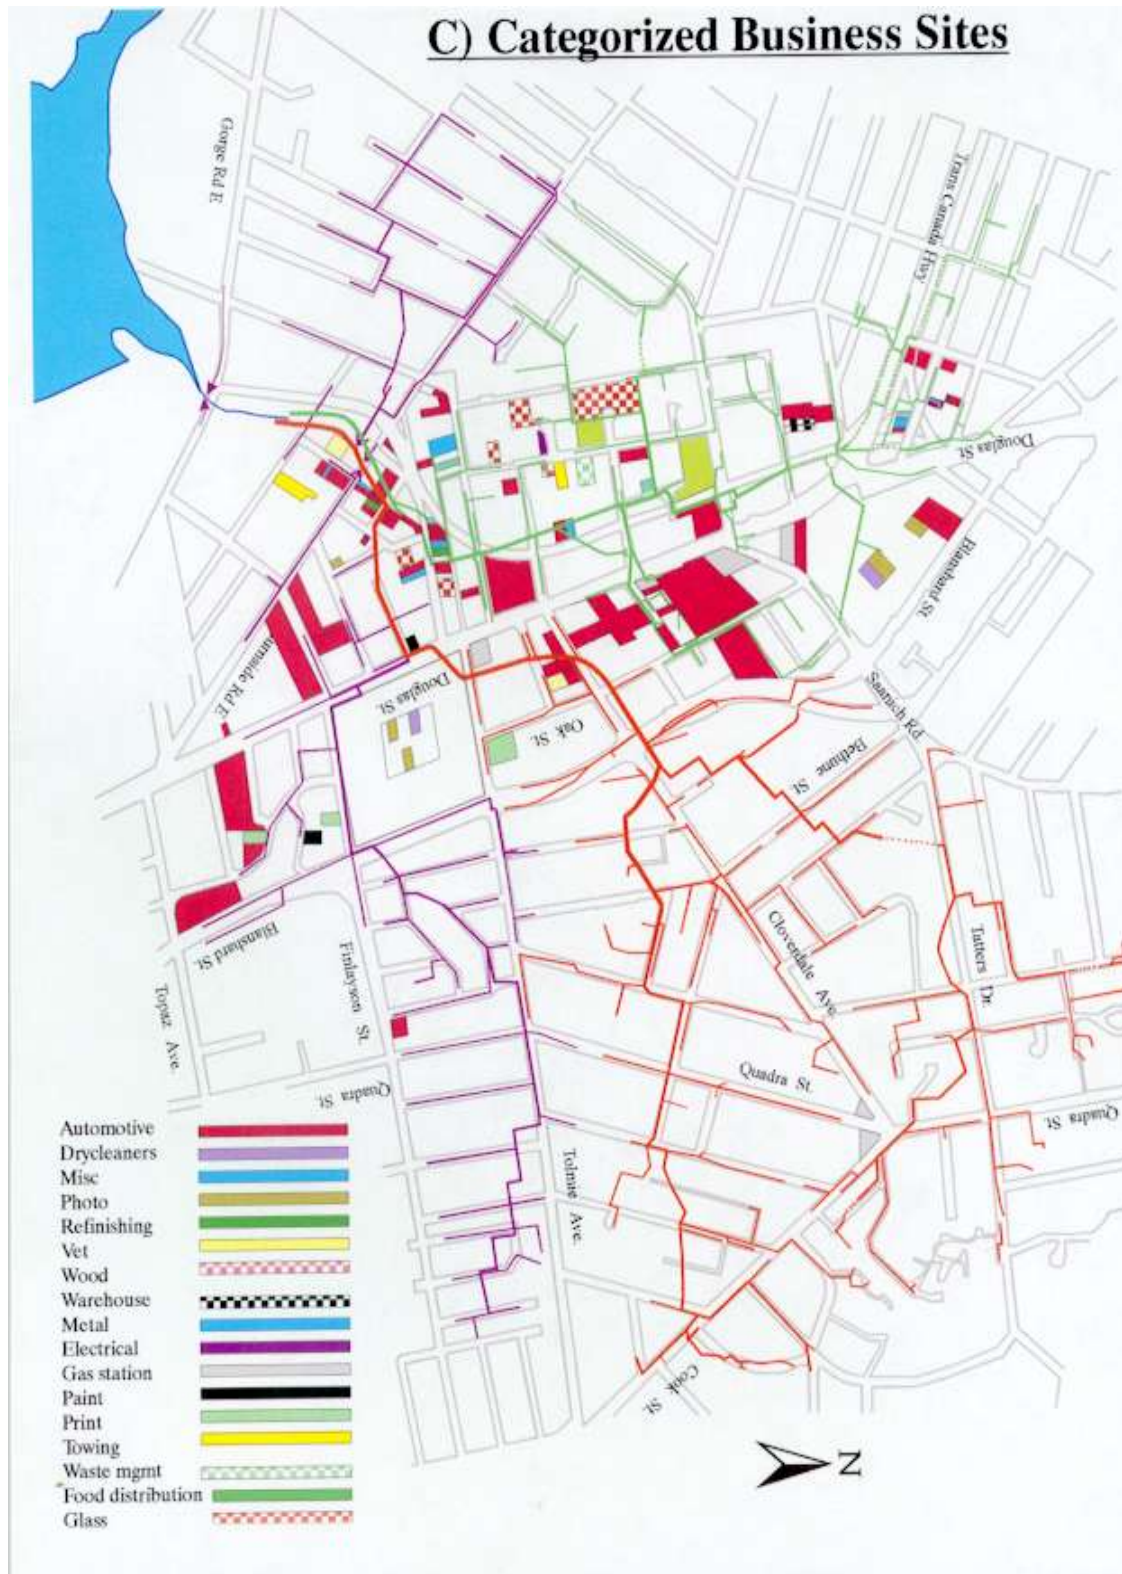 C) Categorized Business Sites
Gorge Rd E
Trans Canada Hwy
Douglas St.
Blanshard St.
Burnside Rd E
Douglas St.
Oak St.
Saanich Rd
Bethune St.
Blanshard St.
Finlayson St.
Topaz Ave.
Cloverdale Ave.
Tatters Dr.
Quadra St.
Quadra St.
Quadra St.
Tolmie Ave.
Cook St.
N
Automotive
Drycleaners
Misc
Photo
Refinishing
Vet
Wood
Warehouse
Metal
Electrical
Gas station
Paint
Print
Towing
Waste mgmt
Food distribution
Glass